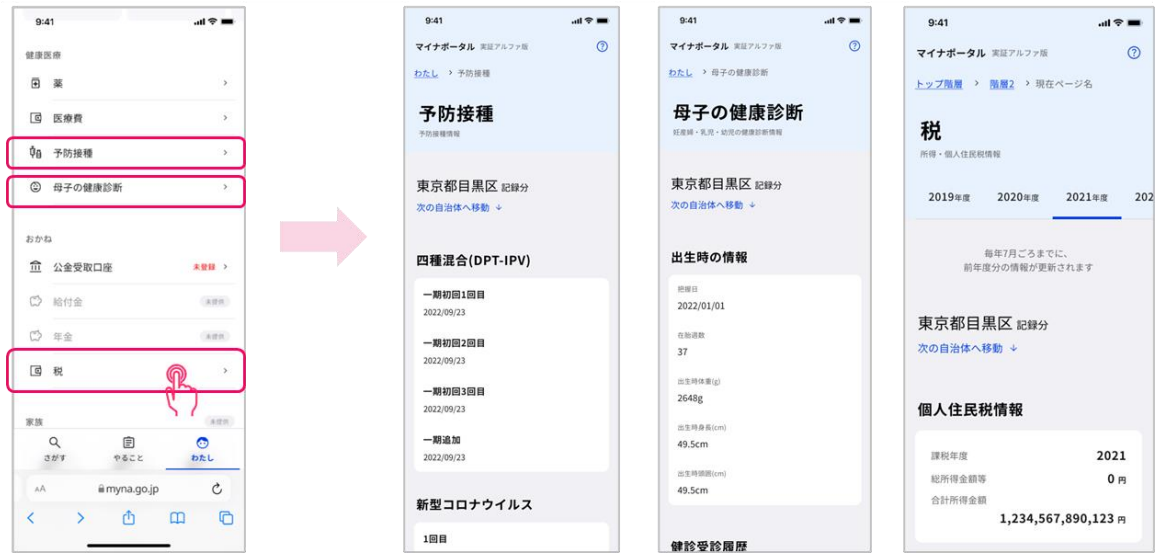 9:41
健康医療
薬
医療費
予防接種
母子の健康診断
おかね
公金受取口座 未登録
給付金 未提供
年金 未提供
税
家族 未提供
さがす やること わたし
AA myna.go.jp
9:41
マイナポータル 実証アルファ版
わたし > 予防接種
予防接種
予防接種情報
東京都目黒区 記録分
次の自治体へ移動 ↓
四種混合(DPT-IPV)
一期初回1回目
2022/09/23
一期初回2回目
2022/09/23
一期初回3回目
2022/09/23
一期追加
2022/09/23
新型コロナウイルス
1回目
9:41
マイナポータル 実証アルファ版
わたし > 母子の健康診断
母子の健康診断
妊産婦・乳児・幼児の健康診断情報
東京都目黒区 記録分
次の自治体へ移動 ↓
出生時の情報
把握日
2022/01/01
在胎週数
37
出生時体重(g)
2648g
出生時身長(cm)
49.5cm
出生時頭囲(cm)
49.5cm
健診受診履歴
9:41
マイナポータル 実証アルファ版
トップ階層 > 階層2 > 現在ページ名
税
所得・個人住民税情報
2019年度 2020年度 2021年度 202
毎年7月ごろまでに、
前年度分の情報が更新されます
東京都目黒区 記録分
次の自治体へ移動 ↓
個人住民税情報
課税年度 2021
総所得金額等 0 円
合計所得金額
1,234,567,890,123 円